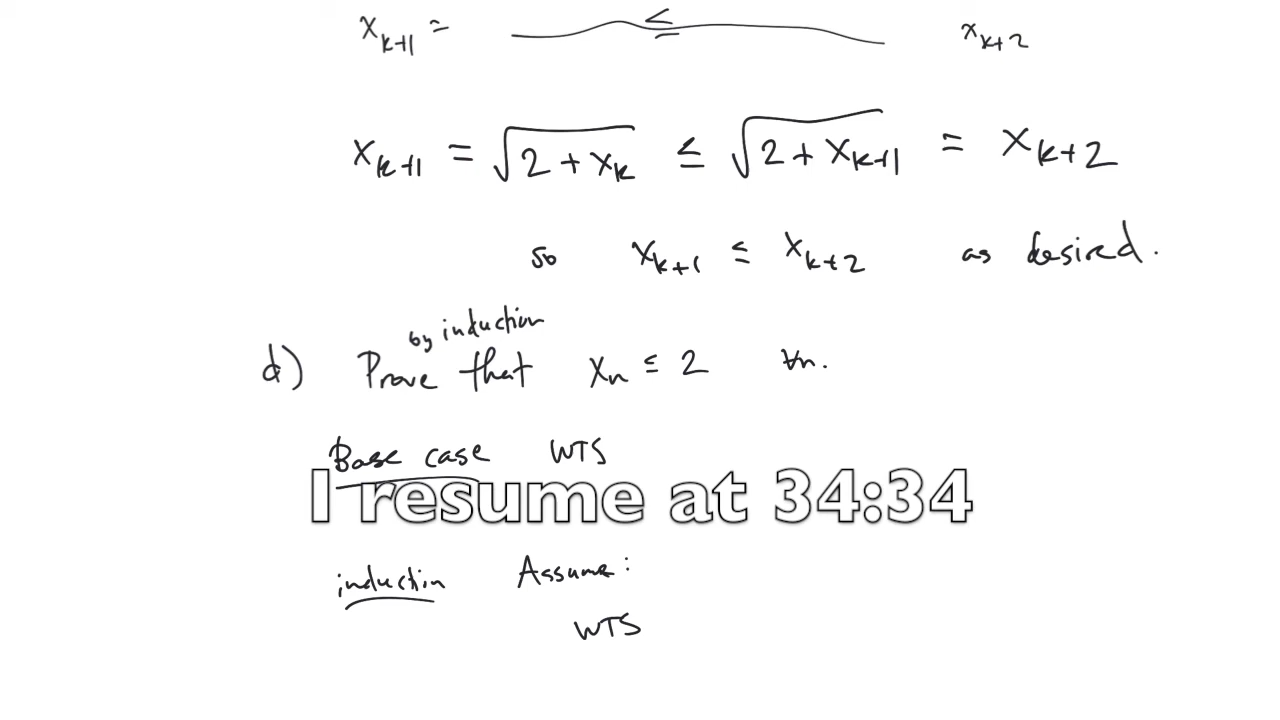 x_{k+1} = ≤ x_{k+2}
x_{k+1} = √(2 + x_k) ≤ √(2 + x_{k+1}) = x_{k+2}
so x_{k+1} ≤ x_{k+2} as desired.
by induction
d) Prove that x_n ≤ 2 ∀n.
Base case WTS
I resume at 34:34
inductin Assume:
WTS